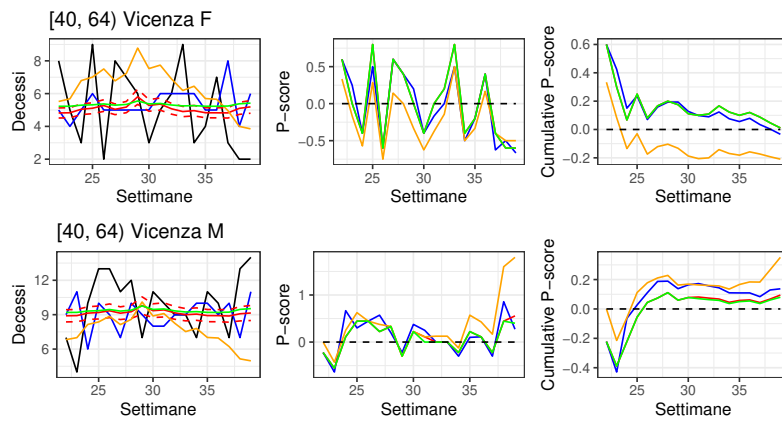 [40, 64) Vicenza F
Decessi
8
6
4
2
25
30
35
Settimane
P−score
0.5
0.0
−0.5
25
30
35
Settimane
Cumulative P−score
0.6
0.4
0.2
0.0
−0.2
25
30
35
Settimane
[40, 64) Vicenza M
Decessi
12
9
6
25
30
35
Settimane
P−score
1
0
25
30
35
Settimane
Cumulative P−score
0.2
0.0
−0.2
−0.4
25
30
35
Settimane